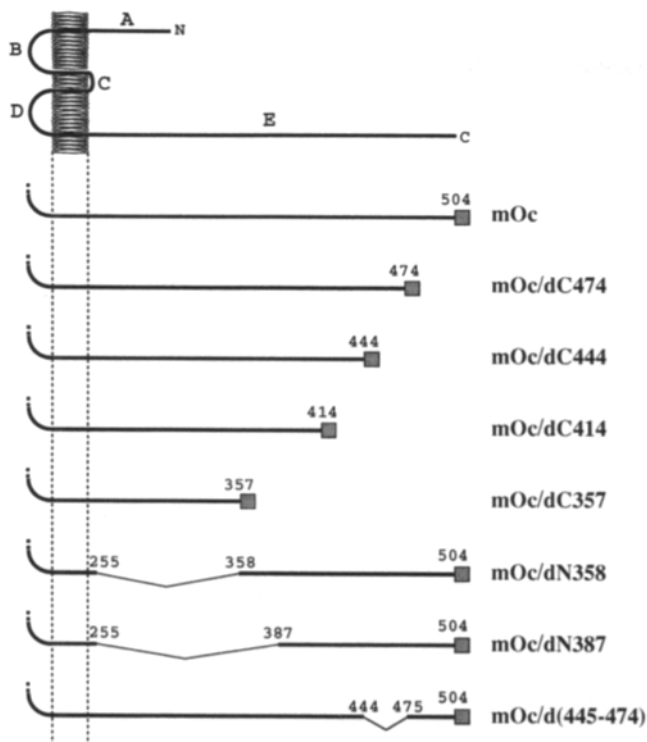 A
N
B
C
D
E
C
504
mOc
474
mOc/dC474
444
mOc/dC444
414
mOc/dC414
357
mOc/dC357
255 358 504
mOc/dN358
255 387 504
mOc/dN387
444 475 504
mOc/d(445-474)